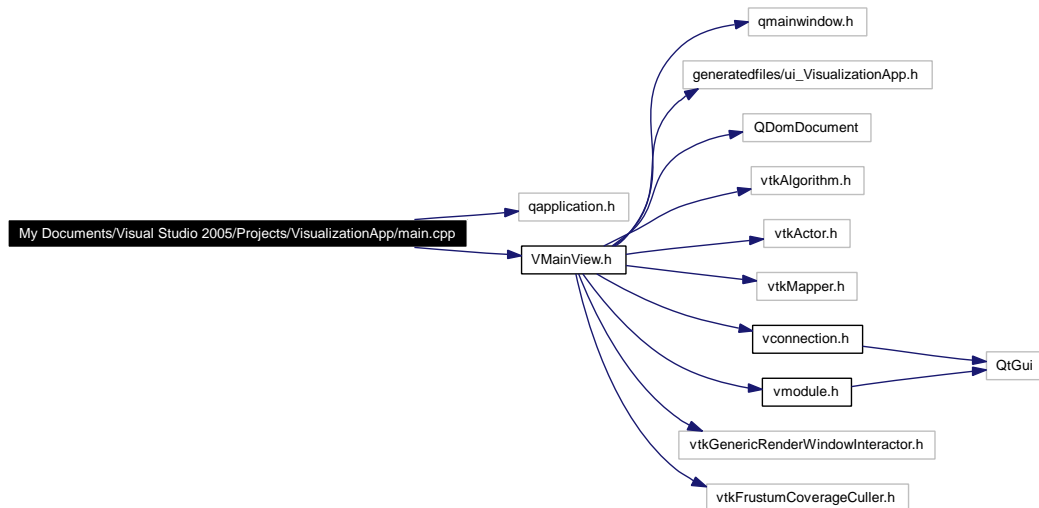 qmainwindow.h
generatedfiles/ui_VisualizationApp.h
QDomDocument
vtkAlgorithm.h
qapplication.h
My Documents/Visual Studio 2005/Projects/VisualizationApp/main.cpp
vtkActor.h
VMainView.h
vtkMapper.h
vconnection.h
QtGui
vmodule.h
vtkGenericRenderWindowInteractor.h
vtkFrustumCoverageCuller.h